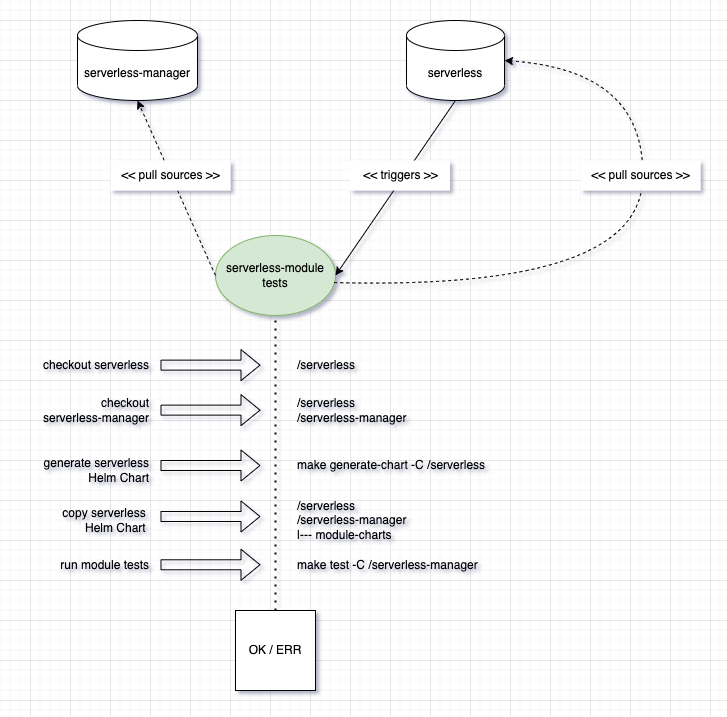 serverless-manager
serverless
<< pull sources >>
<< triggers >>
<< pull sources >>
serverless-module
tests
checkout serverless
/serverless
checkout
serverless-manager
/serverless
/serverless-manager
generate serverless
Helm Chart
make generate-chart -C /serverless
copy serverless
Helm Chart
/serverless
/serverless-manager
|--- module-charts
run module tests
make test -C /serverless-manager
OK / ERR